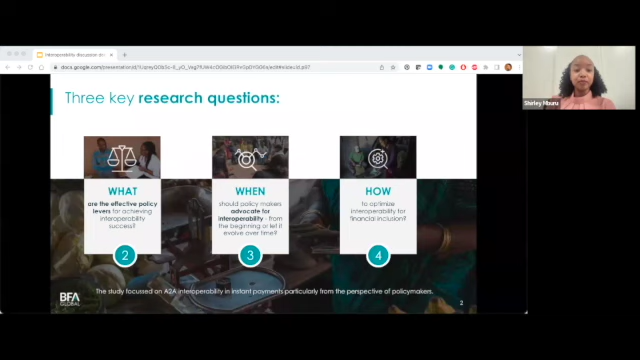 Interoperability discussion dra
Three key research questions:
WHAT
are the effective policy
levers for achieving
interoperability
success?
2
WHEN
should policy makers
advocate for
interoperability - from
the beginning or let it
evolve over time?
3
HOW
to optimize
interoperability for
financial inclusion?
4
The study focussed on A2A interoperability in instant payments particularly from the perspective of policymakers.
BFA
GLOBAL
2
Shirley Mburu